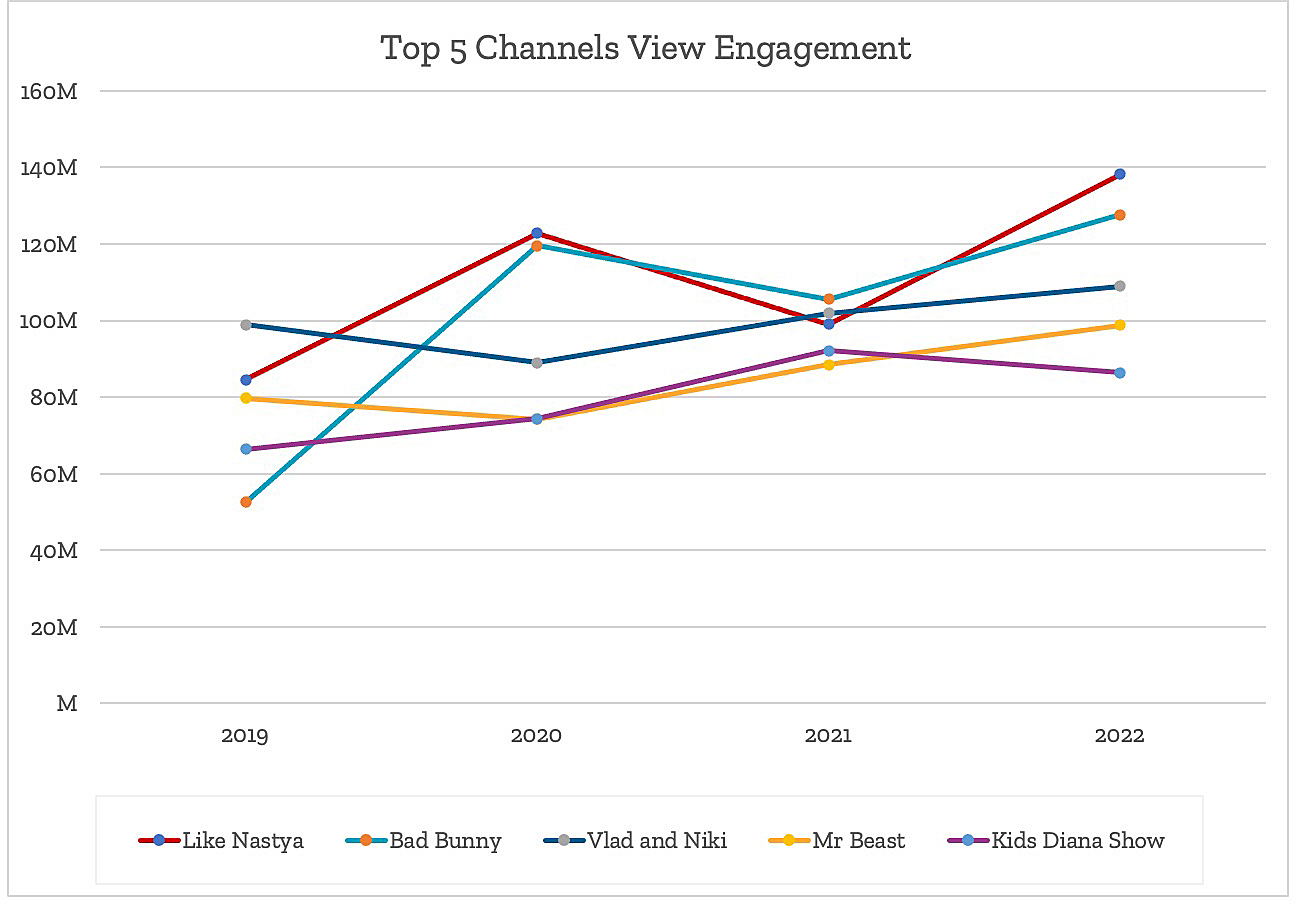 Top 5 Channels View Engagement
160M
140M
120M
100M
80M
60M
40M
20M
M
2019 2020 2021 2022
Like Nastya Bad Bunny Vlad and Niki Mr Beast Kids Diana Show